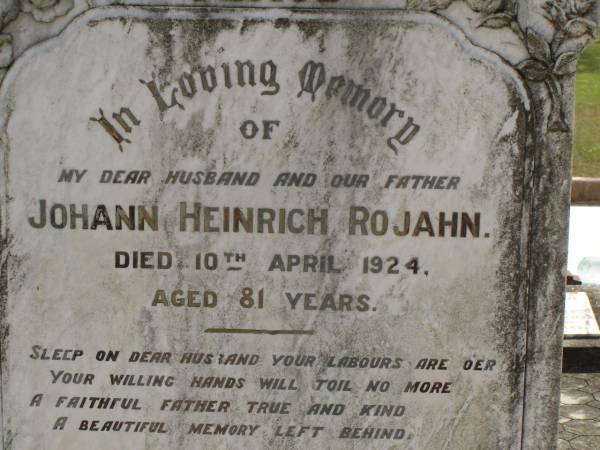 In Loving Memory
OF
MY DEAR HUSBAND AND OUR FATHER
JOHANN HEINRICH ROJAHN.
DIED 10TH APRIL 1924.
AGED 81 YEARS.
SLEEP ON DEAR HUSBAND YOUR LABOURS ARE OER
YOUR WILLING HANDS WILL TOIL NO MORE
A FAITHFUL FATHER TRUE AND KIND
A BEAUTIFUL MEMORY LEFT BEHIND.